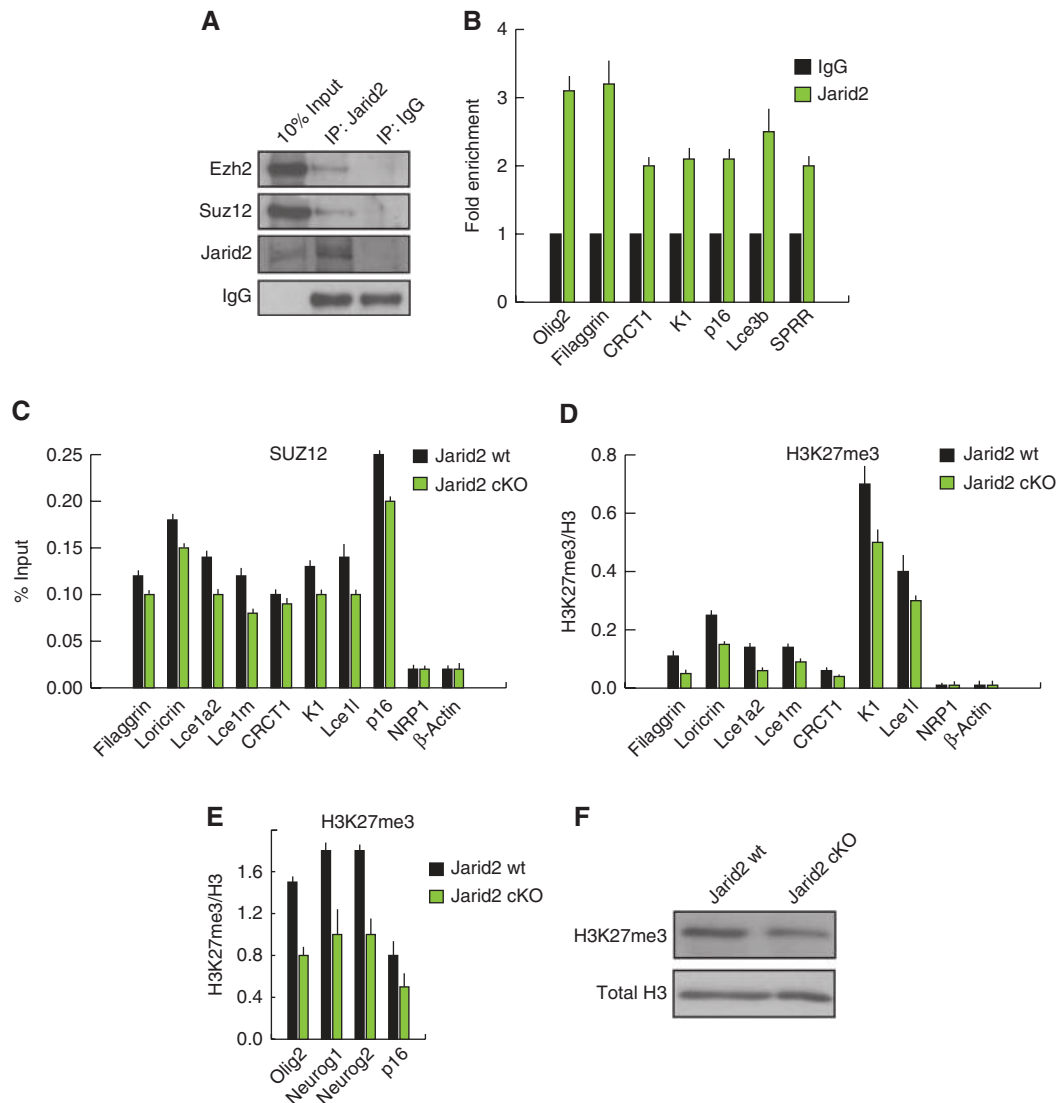 A
10% Input
IP: Jarid2
IP: IgG
Ezh2
Suz12
Jarid2
IgG
B
Fold enrichment
4
3
2
1
0
IgG
Jarid2
Olig2
Filaggrin
CRCT1
K1
p16
Lce3b
SPRR
C
SUZ12
% Input
0.25
0.20
0.15
0.10
0.05
0.00
Jarid2 wt
Jarid2 cKO
Filaggrin
Loricrin
Lce1a2
Lce1m
CRCT1
K1
Lce1l
p16
NRP1
β-Actin
D
H3K27me3
H3K27me3/H3
0.8
0.6
0.4
0.2
0.0
Jarid2 wt
Jarid2 cKO
Filaggrin
Loricrin
Lce1a2
Lce1m
CRCT1
K1
Lce1l
NRP1
β-Actin
E
H3K27me3
H3K27me3/H3
1.6
1.2
0.8
0.4
0.0
Jarid2 wt
Jarid2 cKO
Olig2
Neurog1
Neurog2
p16
F
Jarid2 wt
Jarid2 cKO
H3K27me3
Total H3